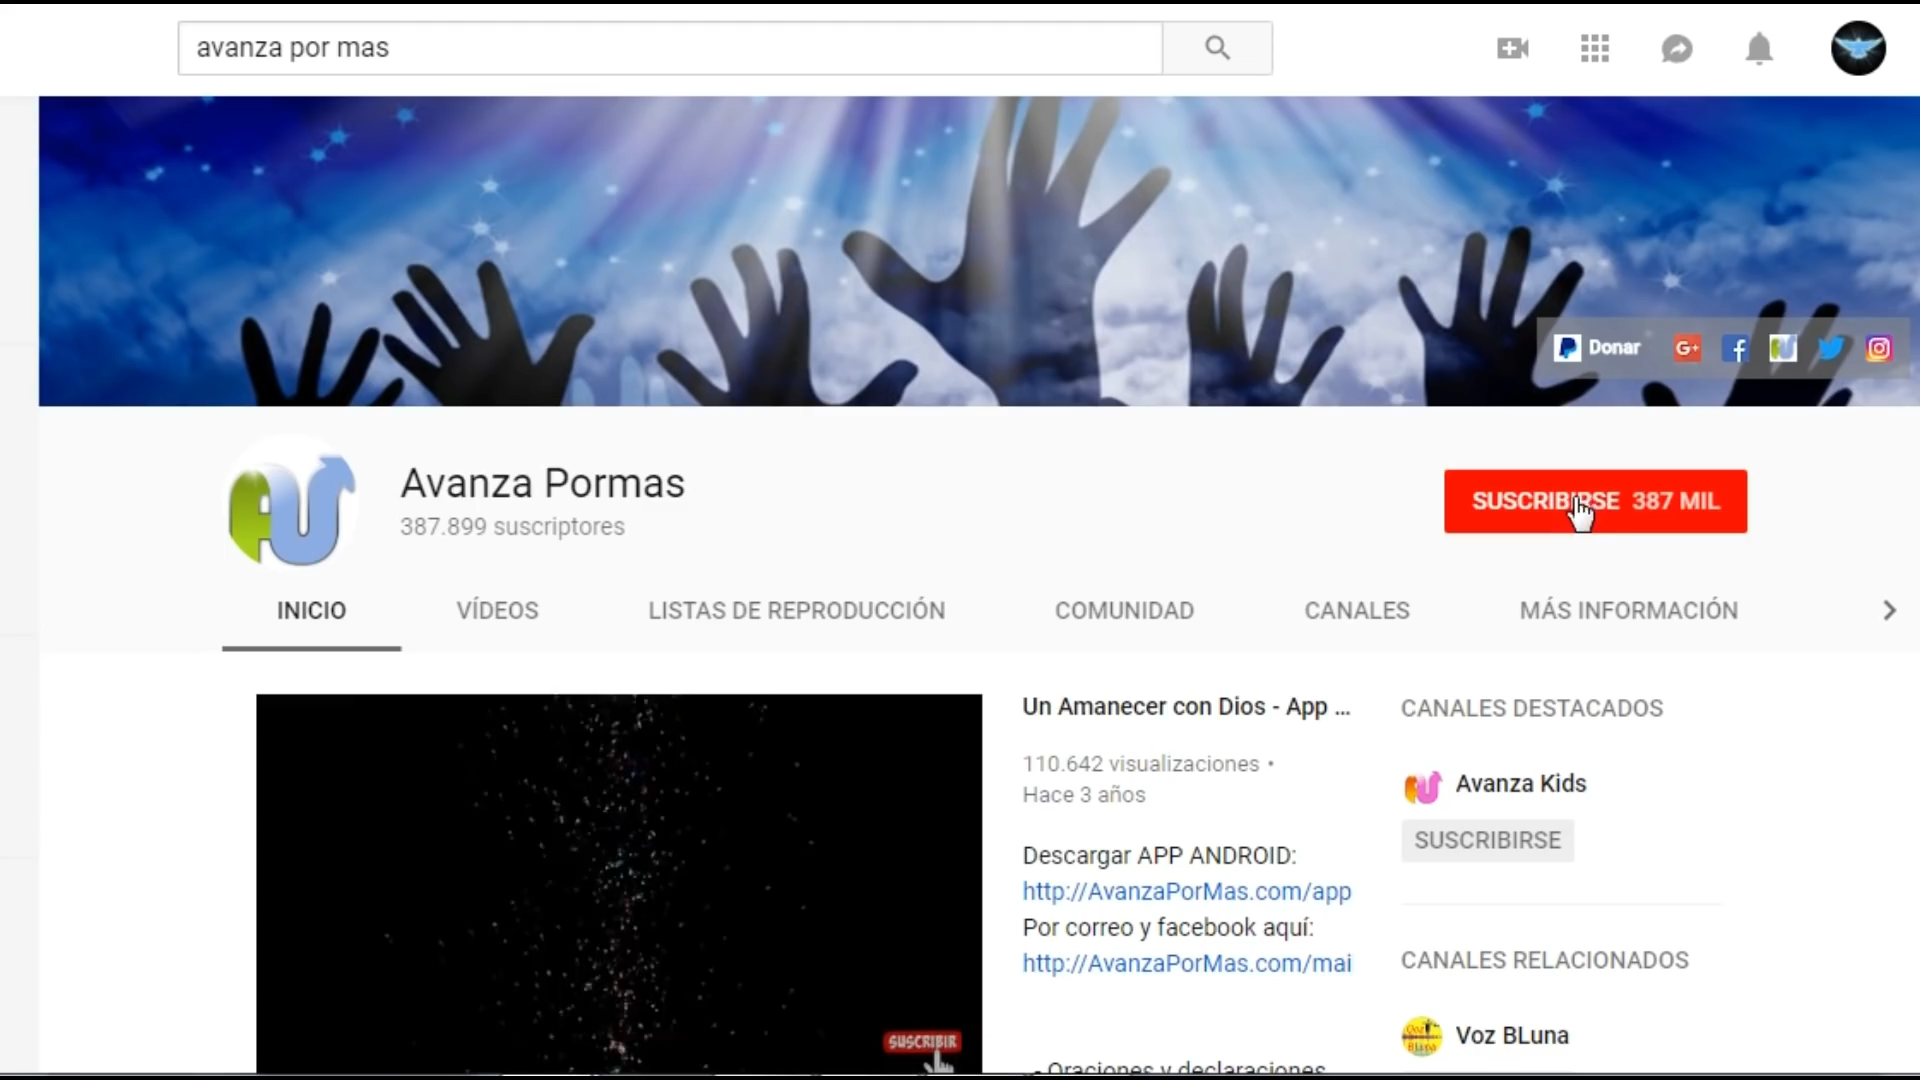 avanza por mas
Donar
Avanza Pormas
387.899 suscriptores
SUSCRIBIRSE 387 MIL
INICIO
VÍDEOS
LISTAS DE REPRODUCCIÓN
COMUNIDAD
CANALES
MÁS INFORMACIÓN
SUSCRIBIR
Un Amanecer con Dios - App ...
110.642 visualizaciones •
Hace 3 años
Descargar APP ANDROID:
http://AvanzaPorMas.com/app
Por correo y facebook aquí:
http://AvanzaPorMas.com/mai
- Oraciones y declaraciones
CANALES DESTACADOS
Avanza Kids
SUSCRIBIRSE
CANALES RELACIONADOS
Voz BLuna